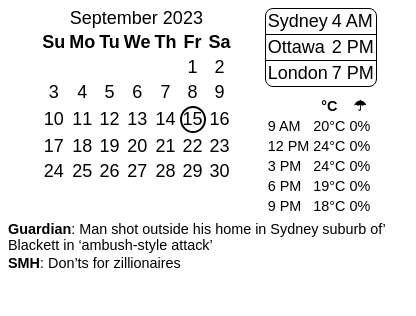 September 2023
Su Mo Tu We Th Fr Sa
1 2
3 4 5 6 7 8 9
10 11 12 13 14 15 16
17 18 19 20 21 22 23
24 25 26 27 28 29 30
Sydney 4 AM
Ottawa 2 PM
London 7 PM
°C ☂
9 AM 20°C 0%
12 PM 24°C 0%
3 PM 24°C 0%
6 PM 19°C 0%
9 PM 18°C 0%
Guardian: Man shot outside his home in Sydney suburb of’
Blackett in ‘ambush-style attack’
SMH: Don’ts for zillionaires